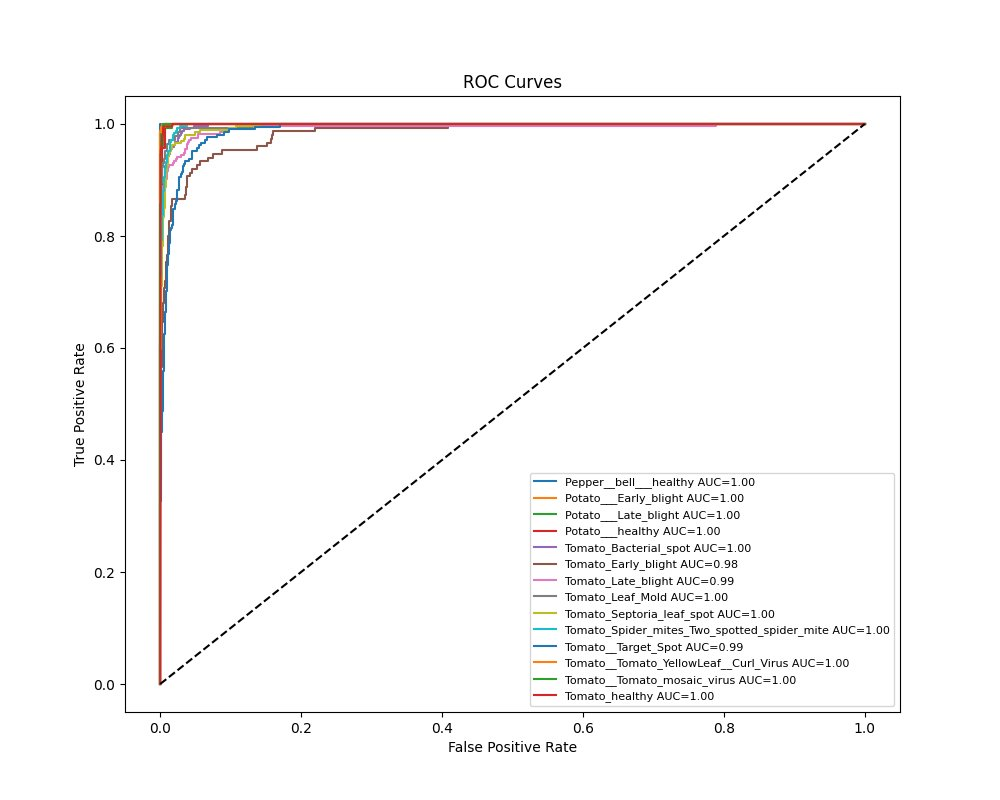 ROC Curves
1.0
0.8
0.6
0.4
0.2
0.0
True Positive Rate
Pepper__bell___healthy AUC=1.00
Potato___Early_blight AUC=1.00
Potato___Late_blight AUC=1.00
Potato___healthy AUC=1.00
Tomato_Bacterial_spot AUC=1.00
Tomato_Early_blight AUC=0.98
Tomato_Late_blight AUC=0.99
Tomato_Leaf_Mold AUC=1.00
Tomato_Septoria_leaf_spot AUC=1.00
Tomato_Spider_mites_Two_spotted_spider_mite AUC=1.00
Tomato__Target_Spot AUC=0.99
Tomato__Tomato_YellowLeaf__Curl_Virus AUC=1.00
Tomato__Tomato_mosaic_virus AUC=1.00
Tomato_healthy AUC=1.00
0.0 0.2 0.4 0.6 0.8 1.0
False Positive Rate